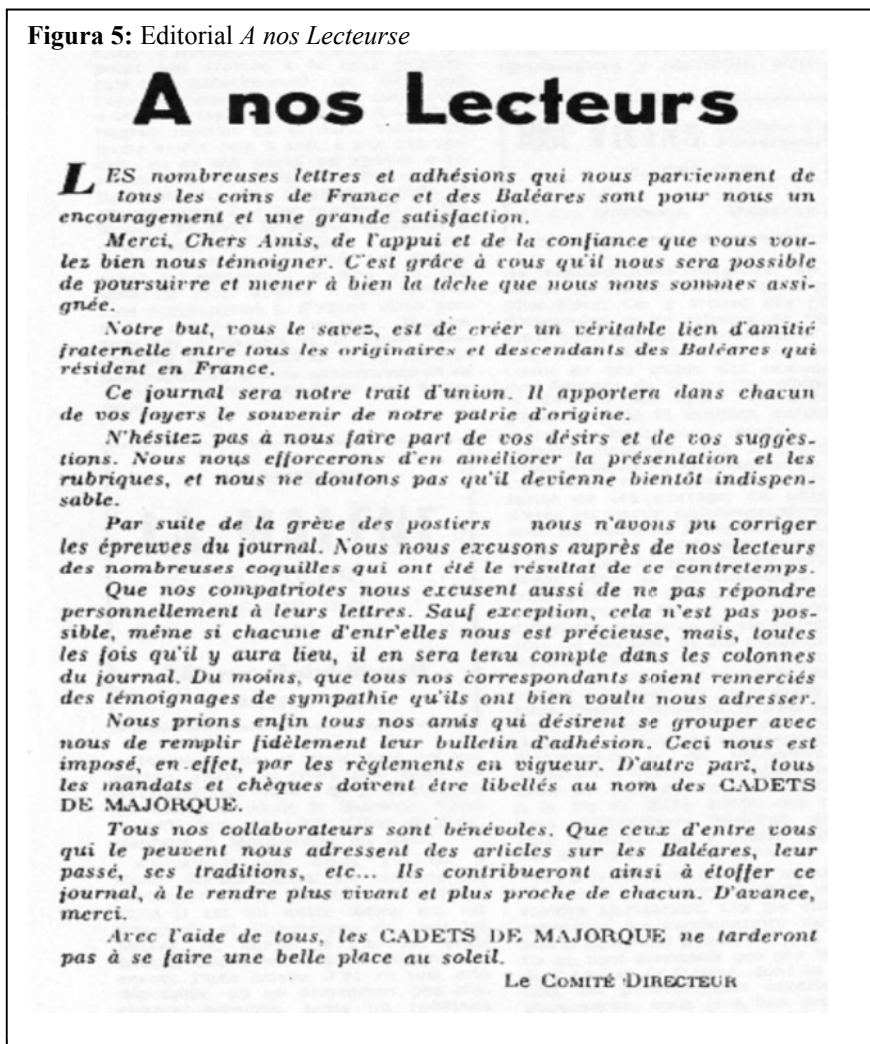 Figura 5: Editorial A nos Lecteurse
A nos Lecteurs
LES nombreuses lettres et adhésions qui nous parviennent de
tous les coins de France et des Baléares sont pour nous un
encouragement et une grande satisfaction.
Merci, Chers Amis, de l'appui et de la confiance que vous vou-
lez bien nous témoigner. C'est grâce à vous qu'il nous sera possible
de poursuivre et mener à bien la tâche que nous nous sommes assi-
gnée.
Notre but, vous le savez, est de créer un véritable lien d'amitié
fraternelle entre tous les originaires et descendants des Baléares qui
résident en France.
Ce journal sera notre trait d'union. Il apportera dans chacun
de vos foyers le souvenir de notre patrie d'origine.
N'hésitez pas à nous faire part de vos désirs et de vos sugges-
tions. Nous nous efforcerons d'en améliorer la présentation et les
rubriques, et nous ne doutons pas qu'il devienne bientôt indispen-
sable.
Par suite de la grève des postiers nous n'avons pu corriger
les épreuves du journal. Nous nous excusons auprès de nos lecteurs
des nombreuses coquilles qui ont été le résultat de ce contretemps.
Que nos compatriotes nous excusent aussi de ne pas répondre
personnellement à leurs lettres. Sauf exception, cela n'est pas pos-
sible, même si chacune d'entr'elles nous est précieuse, mais, toutes
les fois qu'il y aura lieu, il en sera tenu compte dans les colonnes
du journal. Du moins, que tous nos correspondants soient remerciés
des témoignages de sympathie qu'ils ont bien voulu nous adresser.
Nous prions enfin tous nos amis qui désirent se grouper avec
nous de remplir fidèlement leur bulletin d'adhésion. Ceci nous est
imposé, en effet, par les règlements en vigueur. D'autre part, tous
les mandats et chèques doivent être libellés au nom des CADETS
DE MAJORQUE.
Tous nos collaborateurs sont bénévoles. Que ceux d'entre vous
qui le peuvent nous adressent des articles sur les Baléares, leur
passé, ses traditions, etc... Ils contribueront ainsi à étoffer ce
journal, à le rendre plus vivant et plus proche de chacun. D'avance,
merci.
Avec l'aide de tous, les CADETS DE MAJORQUE ne tarderont
pas à se faire une belle place au soleil.
Le COMITÉ DIRECTEUR